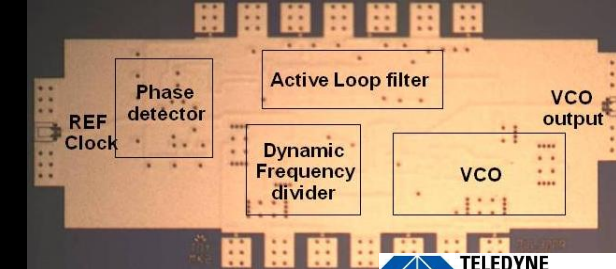 Active Loop filter
Phase
detector
REF
Clock
VCO
output
Dynamic
Frequency
divider
VCO
TELEDYNE